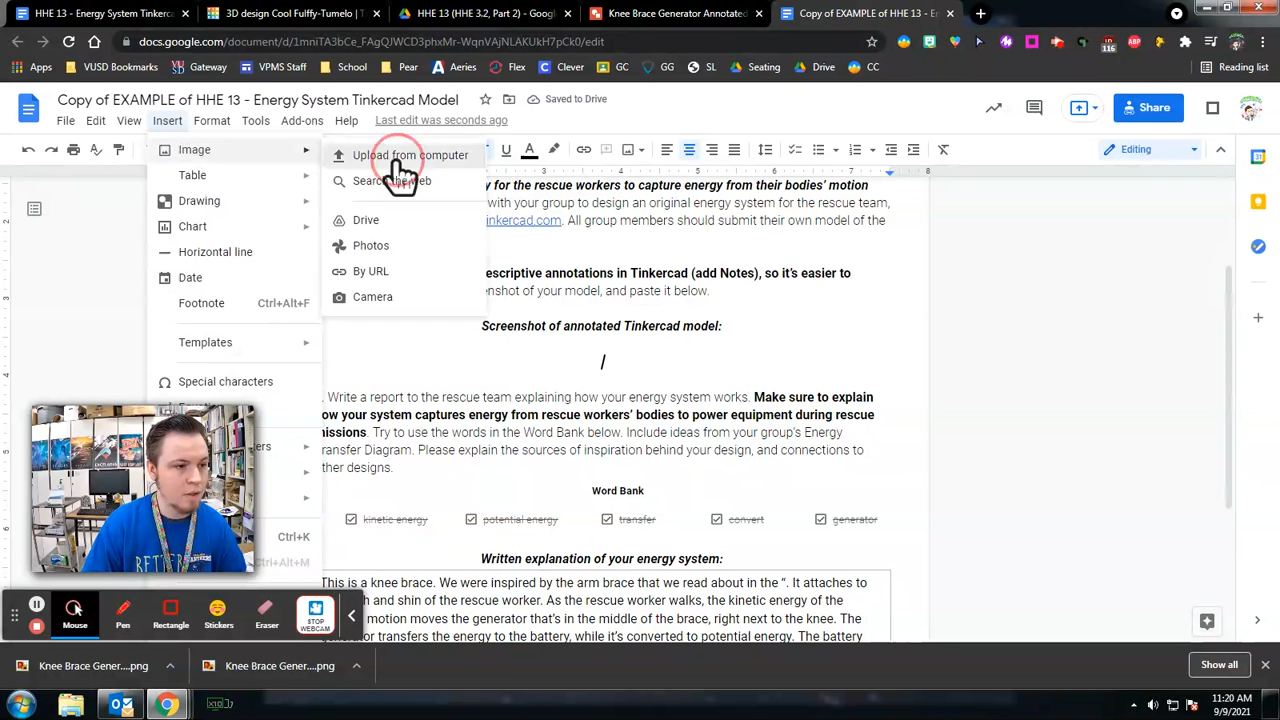 HHE 13 - Energy System Tinkercad
3D design Cool Fulffy-Tumelo | T
HHE 13 (HHE 3.2, Part 2) - Goog
Knee Brace Generator Annotated
Copy of EXAMPLE of HHE 13 - En
docs.google.com/document/d/1mniTA3bCe_FAgQJWCD3phxMr-WqnVAjNLAKUkH7pCk0/edit
116
Apps
VUSD Bookmarks
Gateway
VPMS Staff
School
Pear
Aeries
Flex
Clever
GC
GG
SL
Seating
Drive
CC
Reading list
Copy of EXAMPLE of HHE 13 - Energy System Tinkercad Model
Saved to Drive
File Edit View Insert Format Tools Add-ons Help Last edit was seconds ago
Share
Editing
Image
Table
Drawing
Chart
Horizontal line
Date
Footnote Ctrl+Alt+F
Templates
Special characters
Ctrl+K
Ctrl+Alt+M
Upload from computer
Search the web
Drive
Photos
By URL
Camera
y for the rescue workers to capture energy from their bodies' motion
with your group to design an original energy system for the rescue team,
inkercad.com. All group members should submit their own model of the
escriptive annotations in Tinkercad (add Notes), so it's easier to
enshot of your model, and paste it below.
Screenshot of annotated Tinkercad model:
. Write a report to the rescue team explaining how your energy system works. Make sure to explain
ow your system captures energy from rescue workers' bodies to power equipment during rescue
issions. Try to use the words in the Word Bank below. Include ideas from your group's Energy
ransfer Diagram. Please explain the sources of inspiration behind your design, and connections to
ther designs.
Word Bank
kinetic energy
potential energy
transfer
convert
generator
Written explanation of your energy system:
This is a knee brace. We were inspired by the arm brace that we read about in the ". It attaches to
h and shin of the rescue worker. As the rescue worker walks, the kinetic energy of the
motion moves the generator that's in the middle of the brace, right next to the knee. The
erator transfers the energy to the battery, while it's converted to potential energy. The battery
Mouse
Pen
Rectangle
Stickers
Eraser
STOP WEBCAM
Knee Brace Gener....png
Knee Brace Gener....png
Show all
11:20 AM
9/9/2021